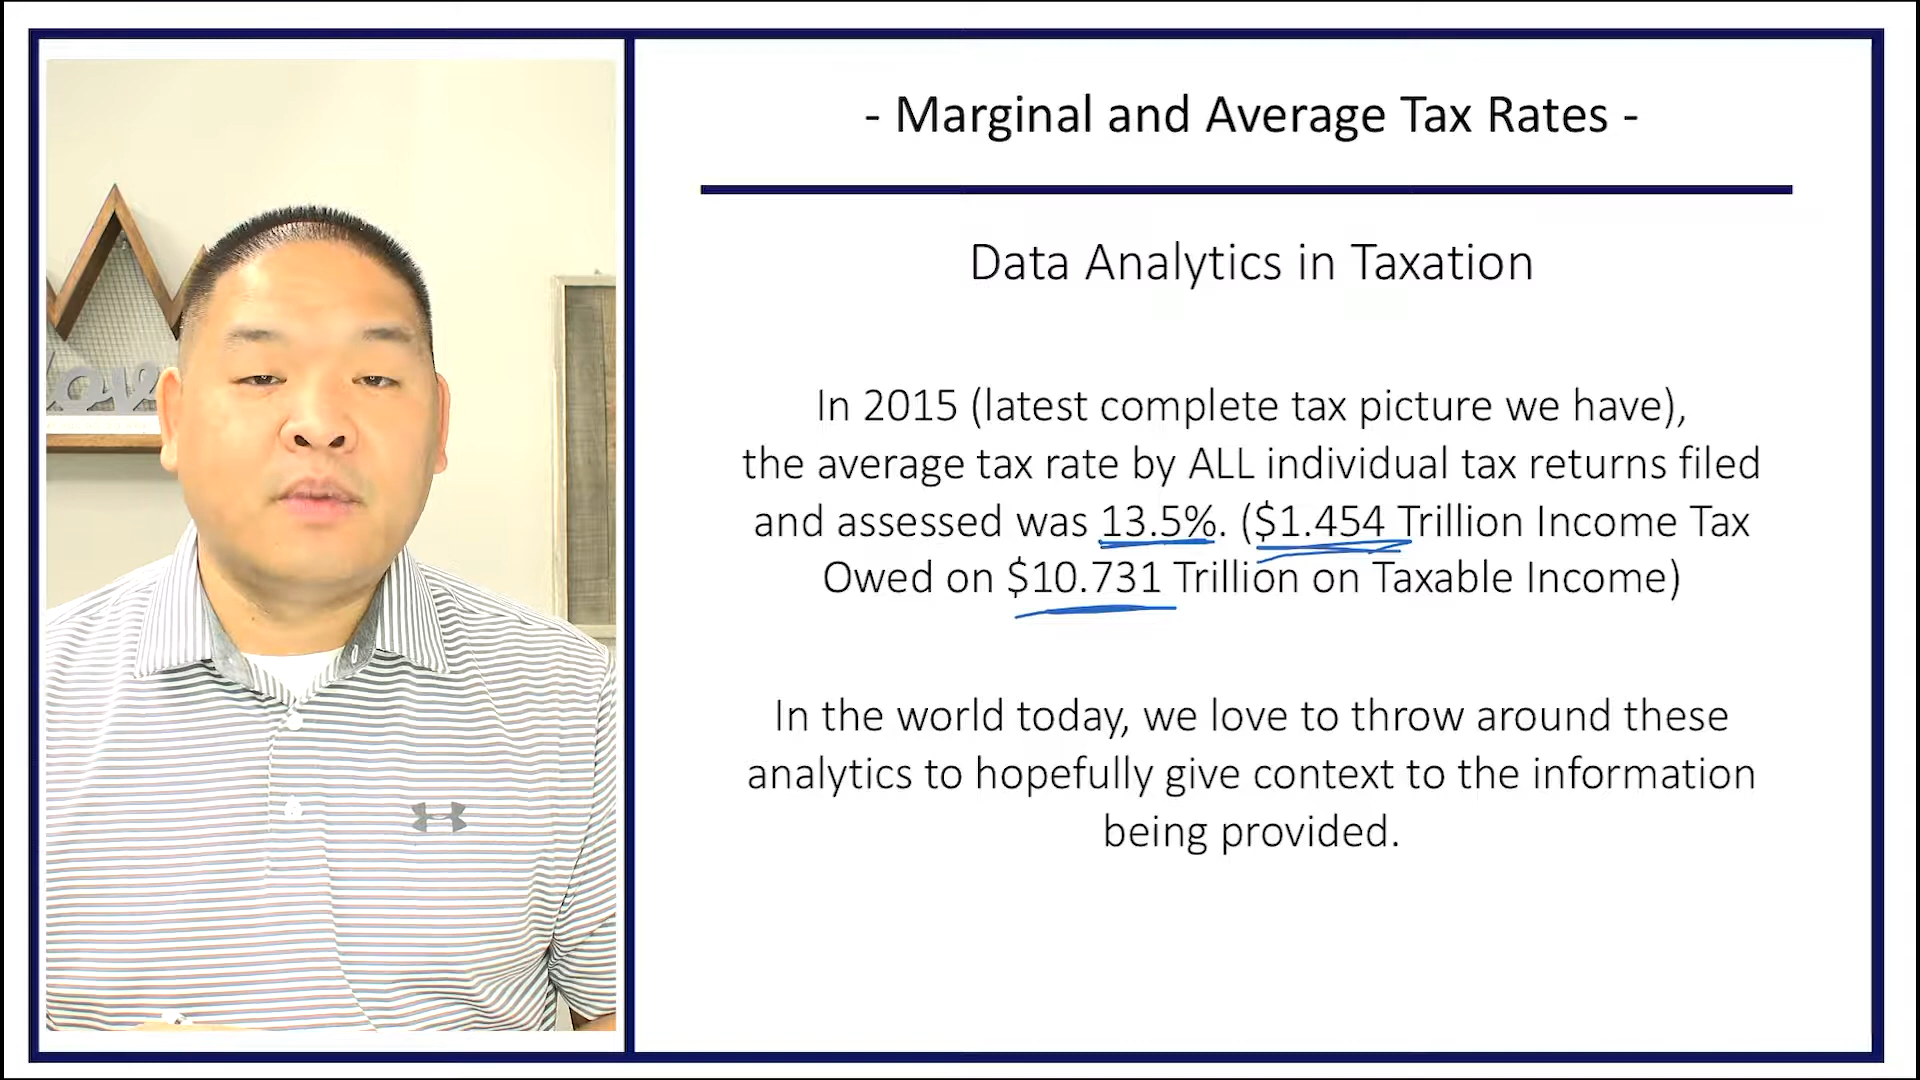 - Marginal and Average Tax Rates -
Data Analytics in Taxation
In 2015 (latest complete tax picture we have),
the average tax rate by ALL individual tax returns filed
and assessed was 13.5%. ($1.454 Trillion Income Tax
Owed on $10.731 Trillion on Taxable Income)
In the world today, we love to throw around these
analytics to hopefully give context to the information
being provided.
love